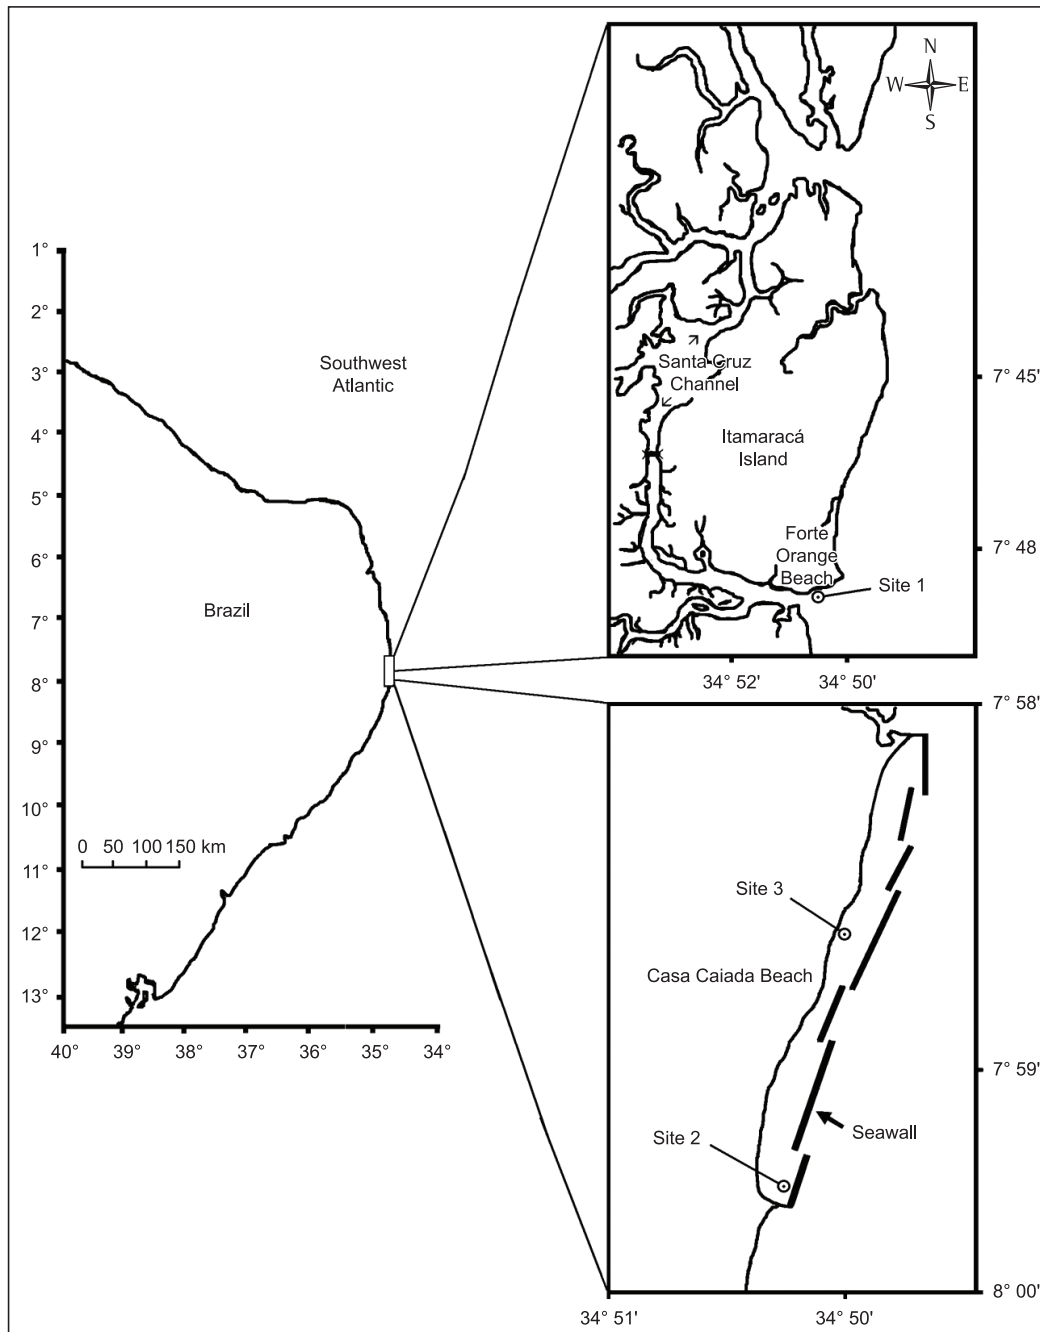 1°
2°
3°
4°
5°
6°
7°
8°
9°
10°
11°
12°
13°
40°
39°
38°
37°
36°
35°
34°
Southwest
Atlantic
Brazil
0 50 100 150 km
N
W E
S
Santa Cruz
Channel
Itamaracá
Island
Forte
Orange
Beach
Site 1
7° 45'
7° 48
34° 52'
34° 50'
7° 58'
Site 3
Casa Caiada Beach
7° 59'
Seawall
Site 2
8° 00'
34° 51'
34° 50'